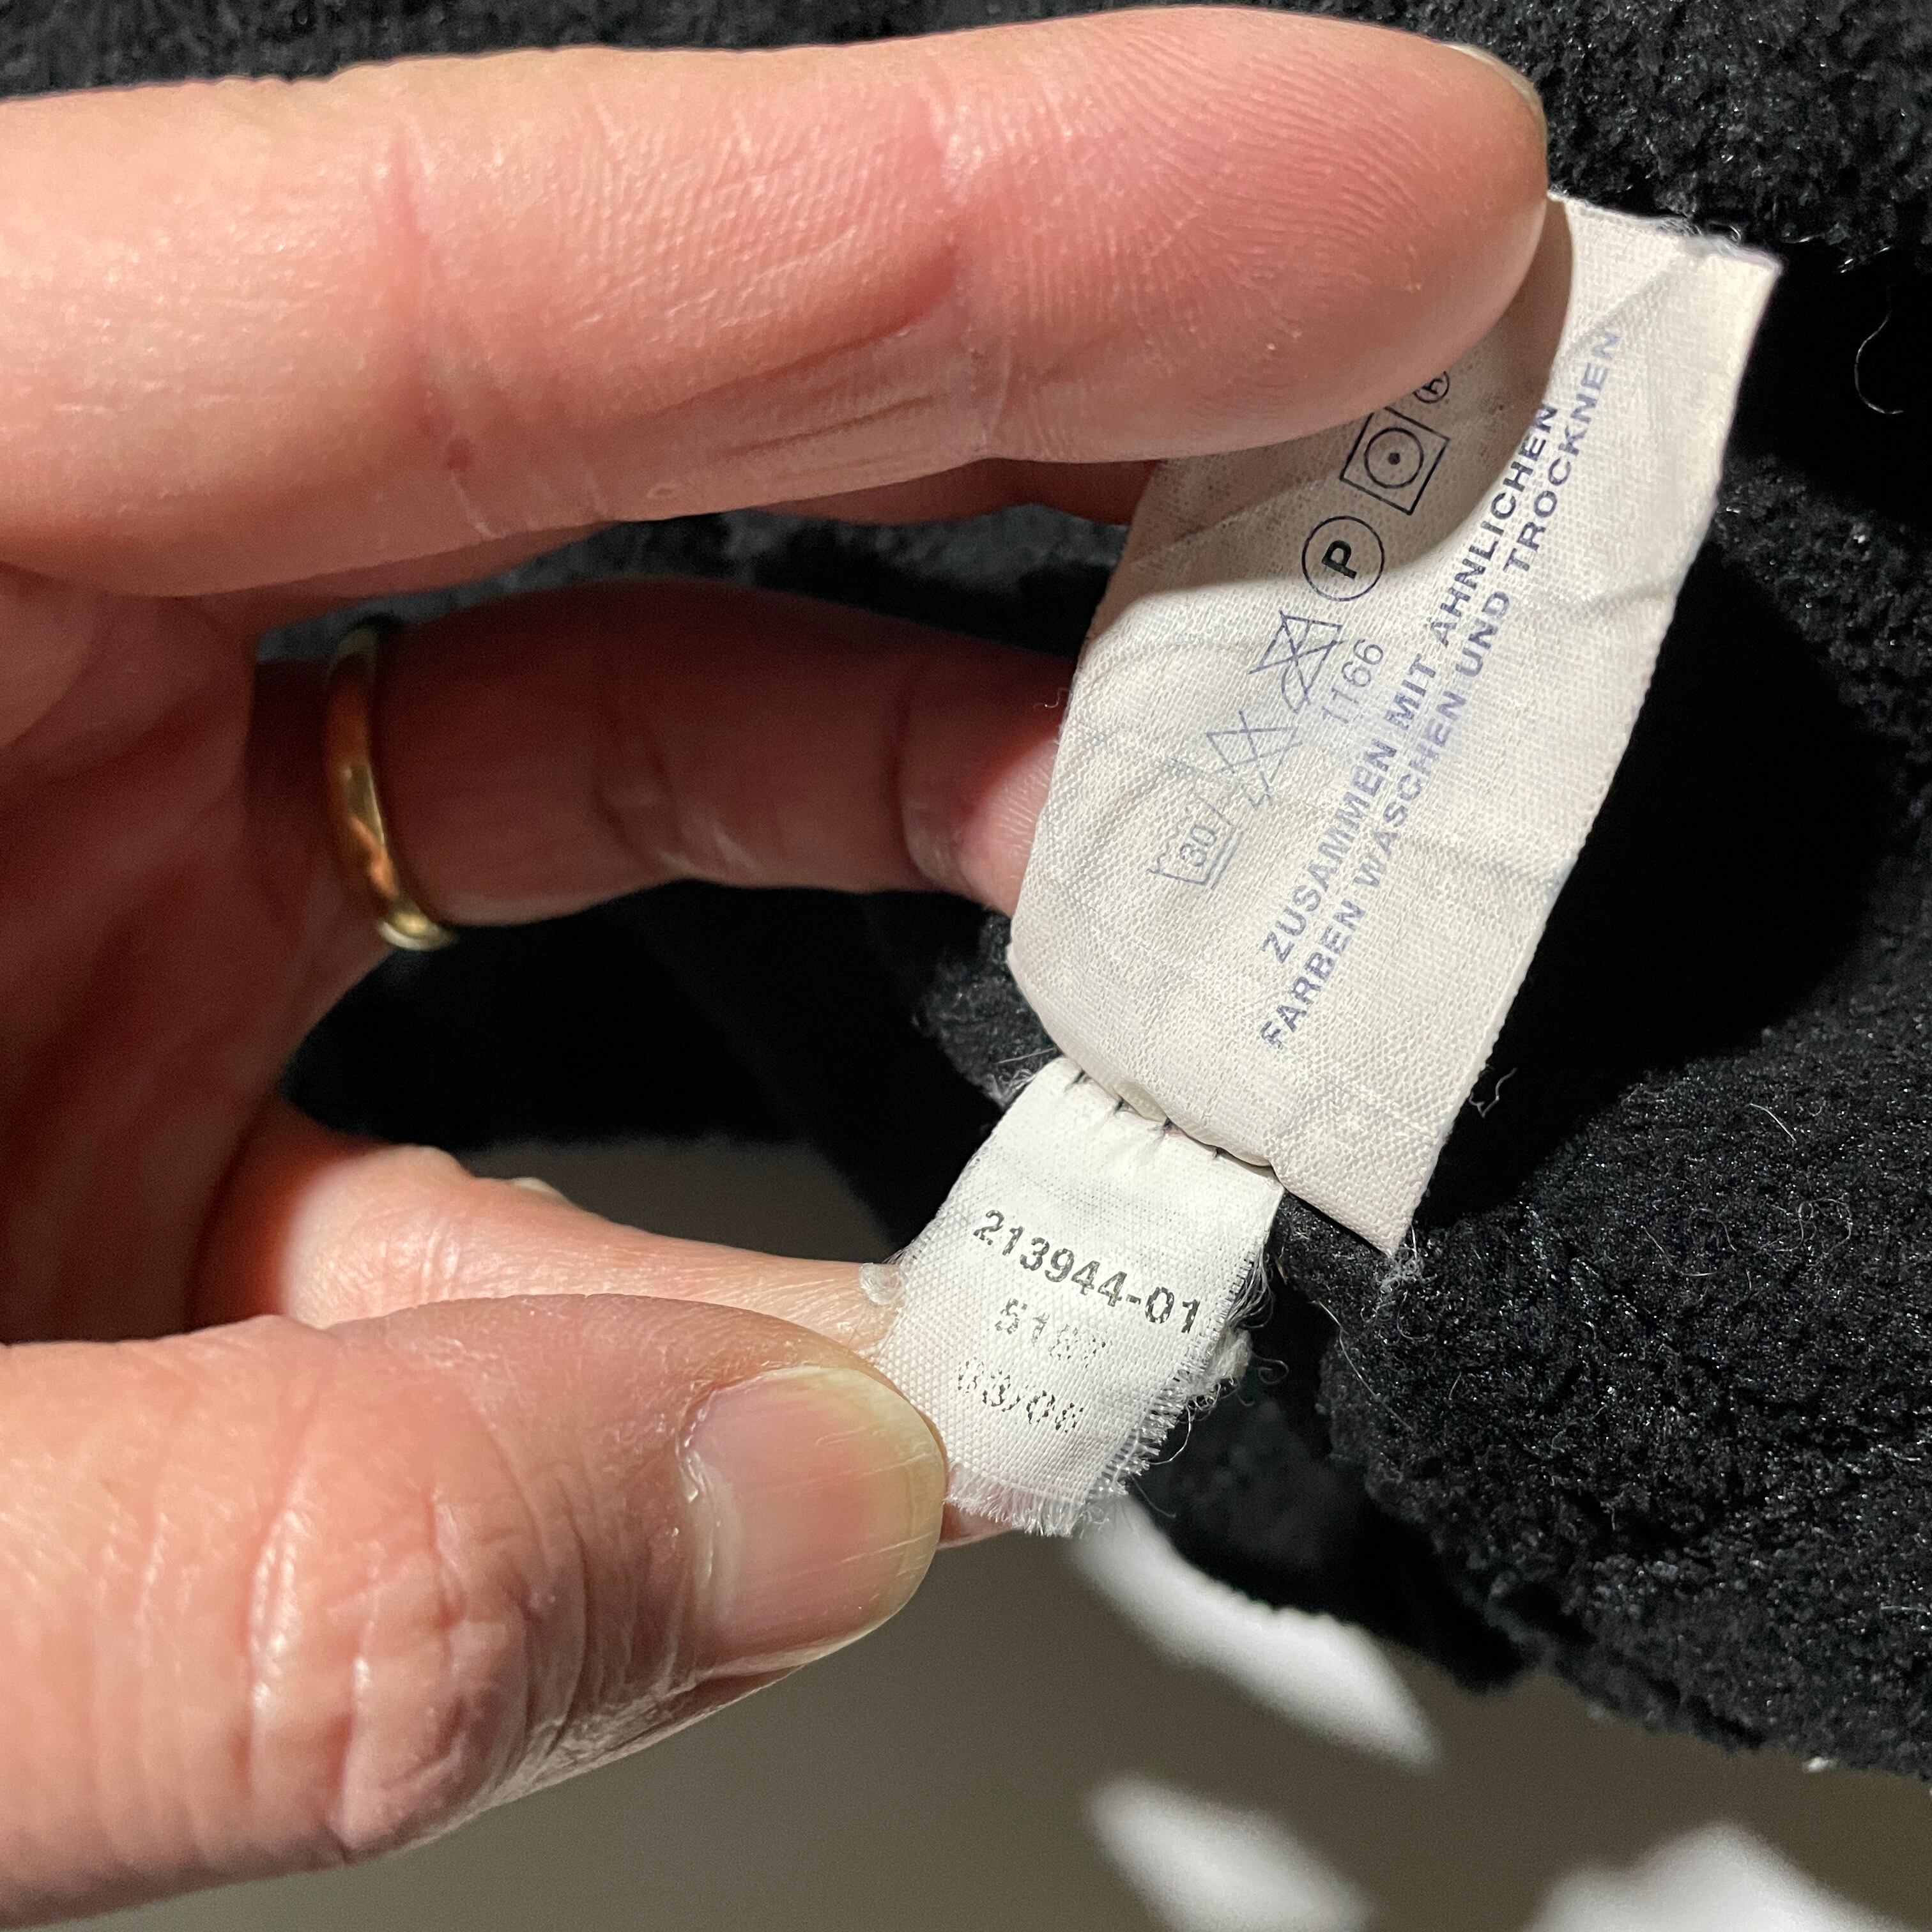 P
30
1166
ZUSAMMEN MIT ÄHNLICHEN
FARBEN WASCHEN UND TROCKNEN
213944-01